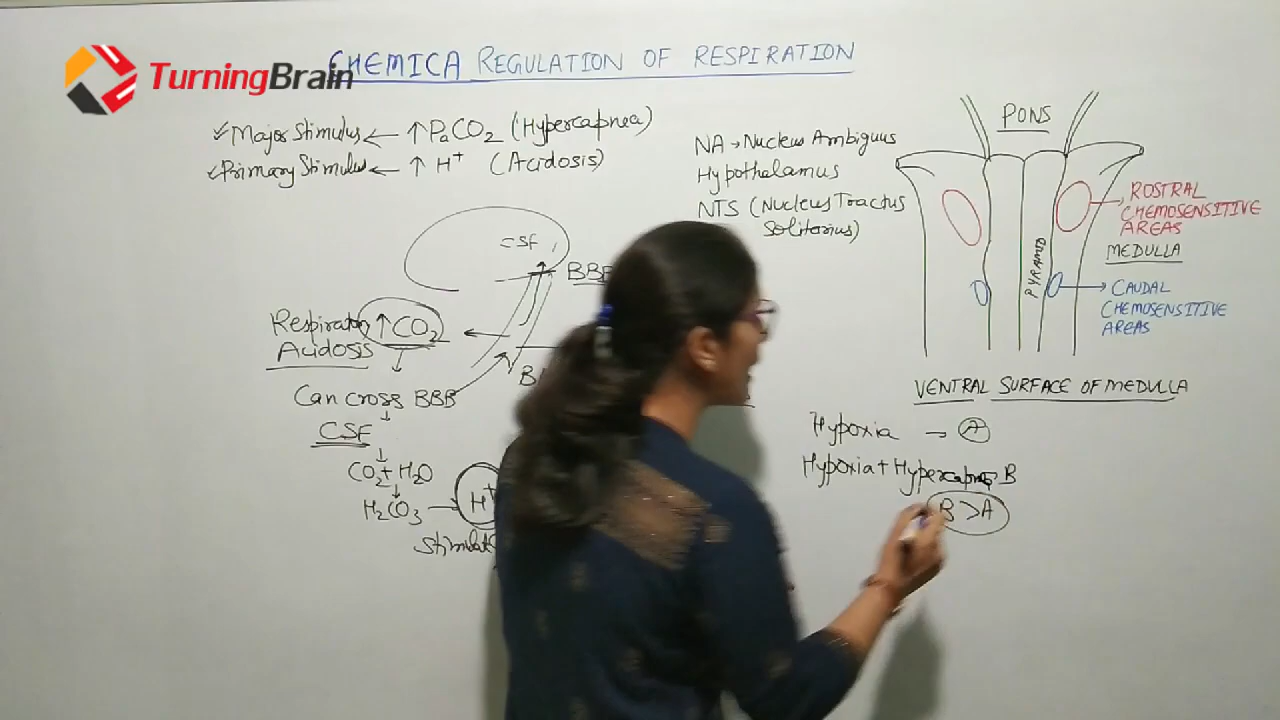 TurningBrain
CHEMICA REGULATION OF RESPIRATION
✓Major Stimulus ← ↑ PaCO2 (Hypercapnea)
✓Primary Stimulus ← ↑ H+ (Acidosis)
CSF
BBB
Respiratory ↑CO2
Acidosis
↓
Can cross BBB
↓
CSF
↓
CO2 + H2O
↓
H2CO3 → H+
NA → Nucleus Ambiguus
Hypothalamus
NTS (Nucleus Tractus
Solitarius)
PONS
ROSTRAL
CHEMOSENSITIVE
AREAS
MEDULLA
PYRAMID
CAUDAL
CHEMOSENSITIVE
AREAS
VENTRAL SURFACE OF MEDULLA
Hypoxia → A
Hypoxia + Hypercapnea B
B > A